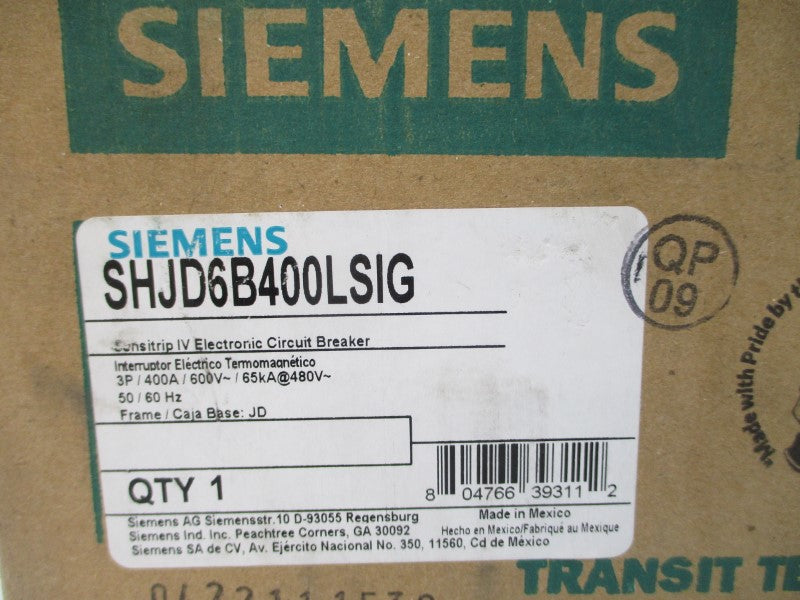 SIEMENS
SIEMENS
SHJD6B400LSIG
Sensitrip IV Electronic Circuit Breaker
Interruptor Eléctrico Termomagnético
3P / 400A / 600V~ / 65kA@480V~
50 / 60 Hz
Frame / Caja Base: JD
QTY 1
8 04766 39311 2
Siemens AG Siemensstr.10 D-93055 Regensburg
Siemens Ind. Inc. Peachtree Corners, GA 30092
Siemens SA de CV, Av. Ejército Nacional No. 350, 11560, Cd de México
Made in Mexico
Hecho en Mexico/Fabriqué au Mexique
QP
09
"Made with Pride by
TRANSIT